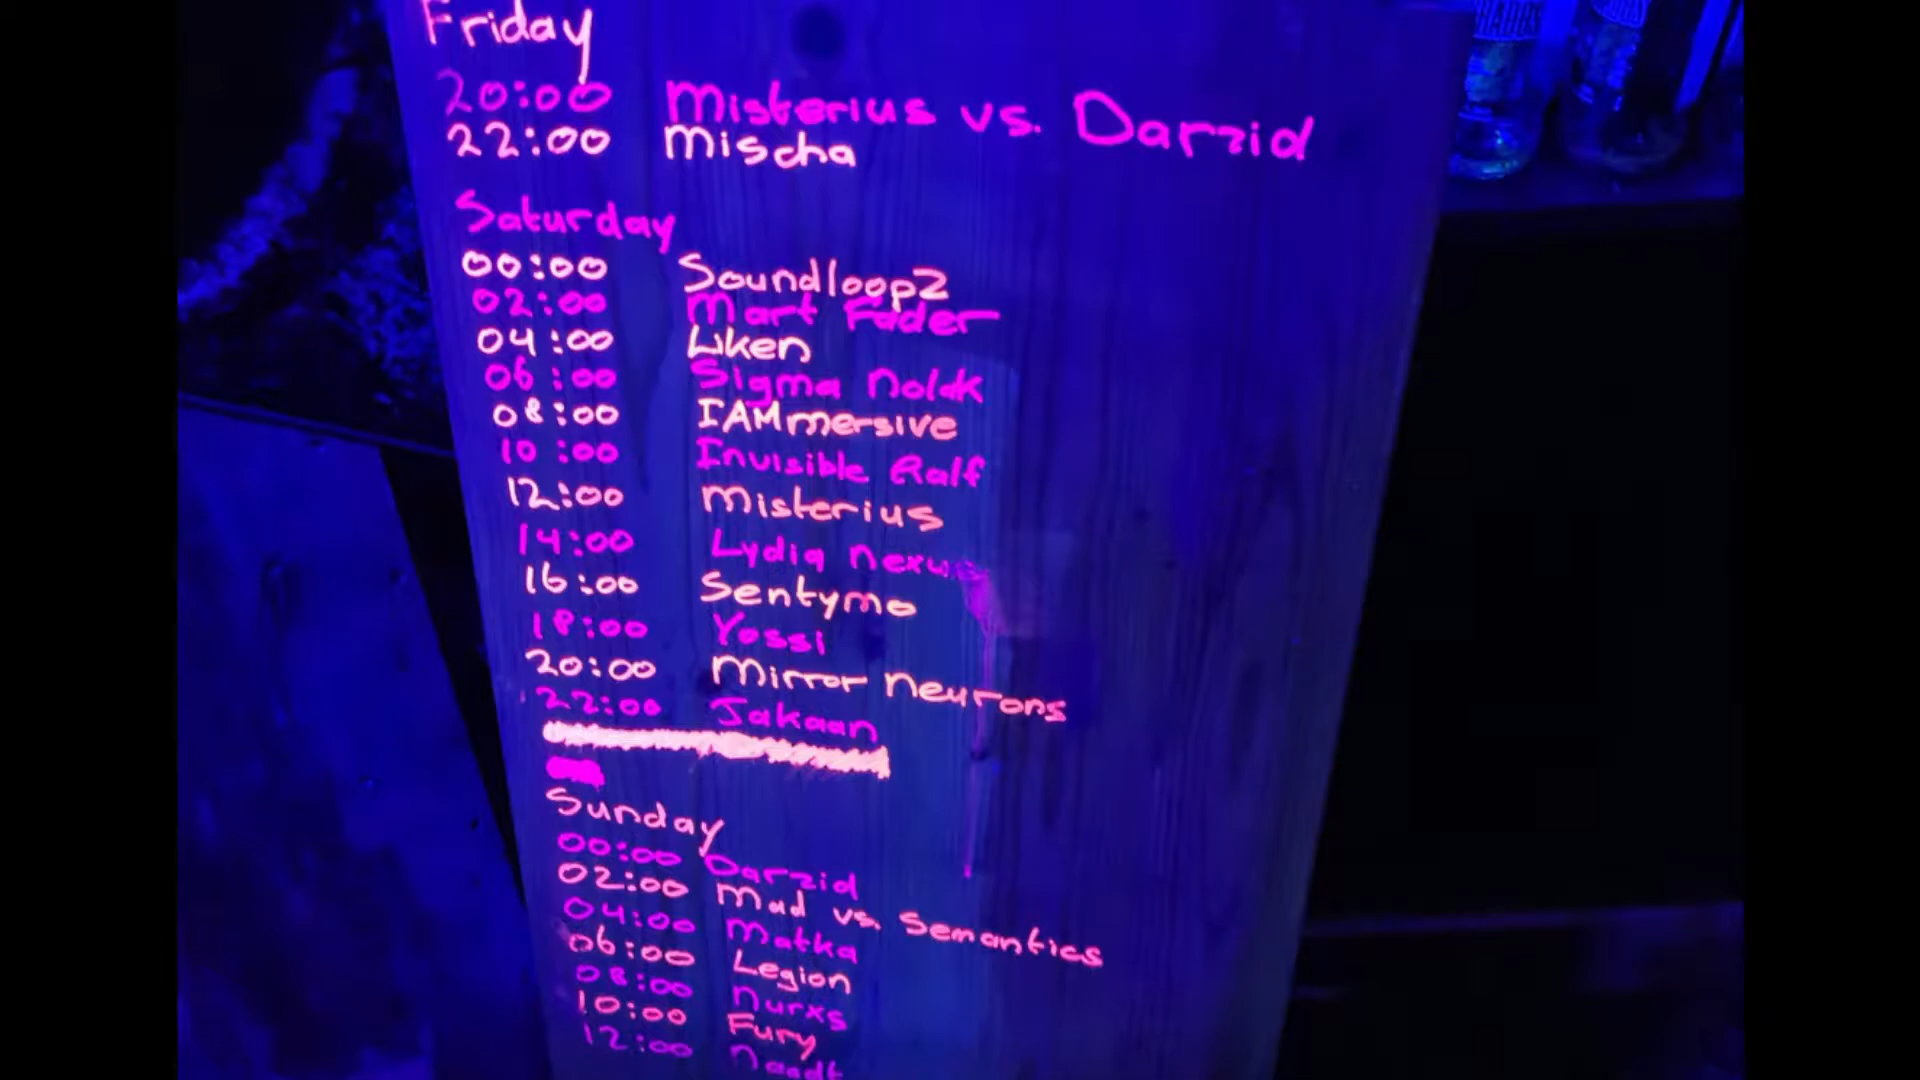 Friday
20:00 Misterius vs. Darzid
22:00 Mischa
Saturday
00:00 Soundloop2
02:00 Mart Fader
04:00 Liken
06:00 Sigma Nolek
08:00 IAMmersive
10:00 Invisible Ralf
12:00 Misterius
14:00 Lydia
16:00 Sentymo
18:00 Yossi
20:00 Mirror Neurons
22:00 Jakaan
Sunday
00:00 Darzid
02:00 Mad vs. Semantics
04:00 Matka
06:00 Legion
08:00 Nurxs
10:00 Fury
12:00